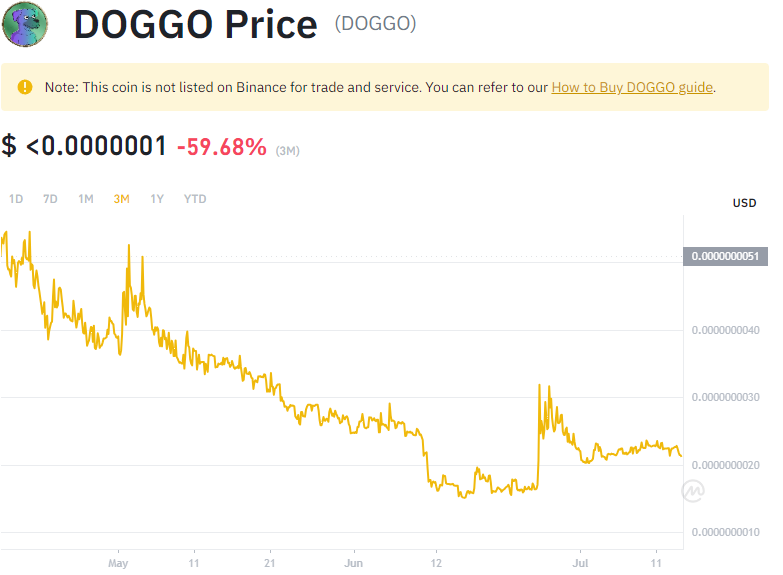 DOGGO Price (DOGGO)
Note: This coin is not listed on Binance for trade and service. You can refer to our How to Buy DOGGO guide.
$ <0.0000001 -59.68% (3M)
1D 7D 1M 3M 1Y YTD
USD
0.0000000051
0.0000000040
0.0000000030
0.0000000020
0.0000000010
May 11 21 Jun 12 Jul 11